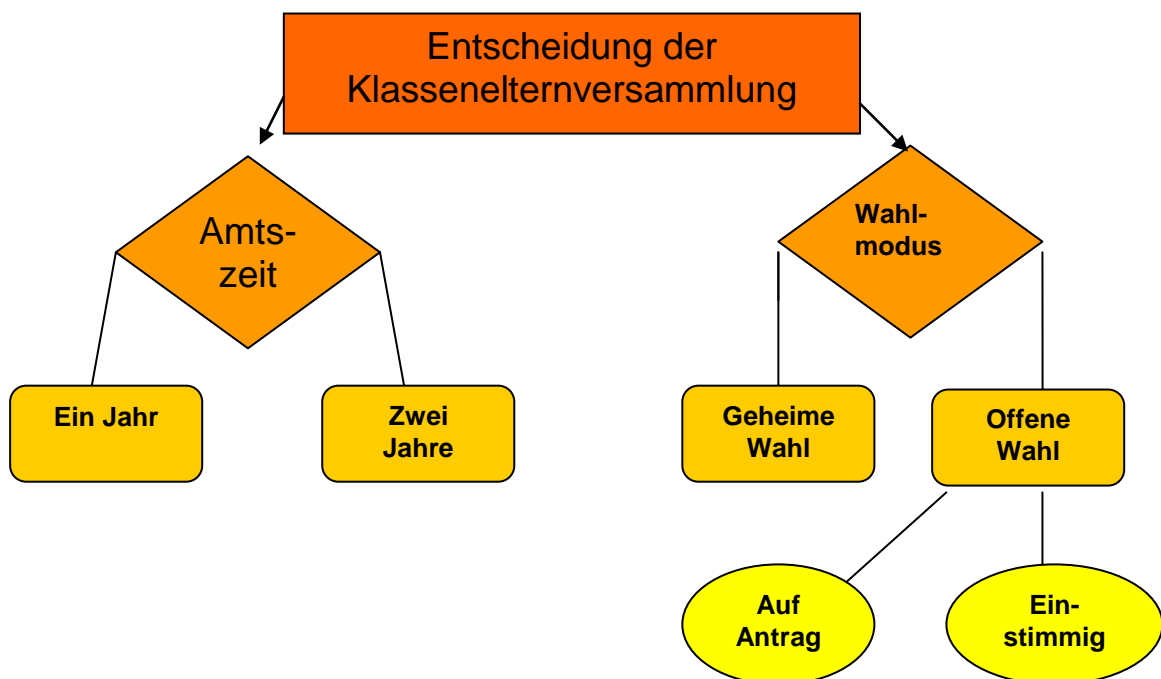 Entscheidung der
Klassenelternversammlung
Amts-
zeit
Wahl-
modus
Ein Jahr
Zwei
Jahre
Geheime
Wahl
Offene
Wahl
Auf
Antrag
Ein-
stimmig